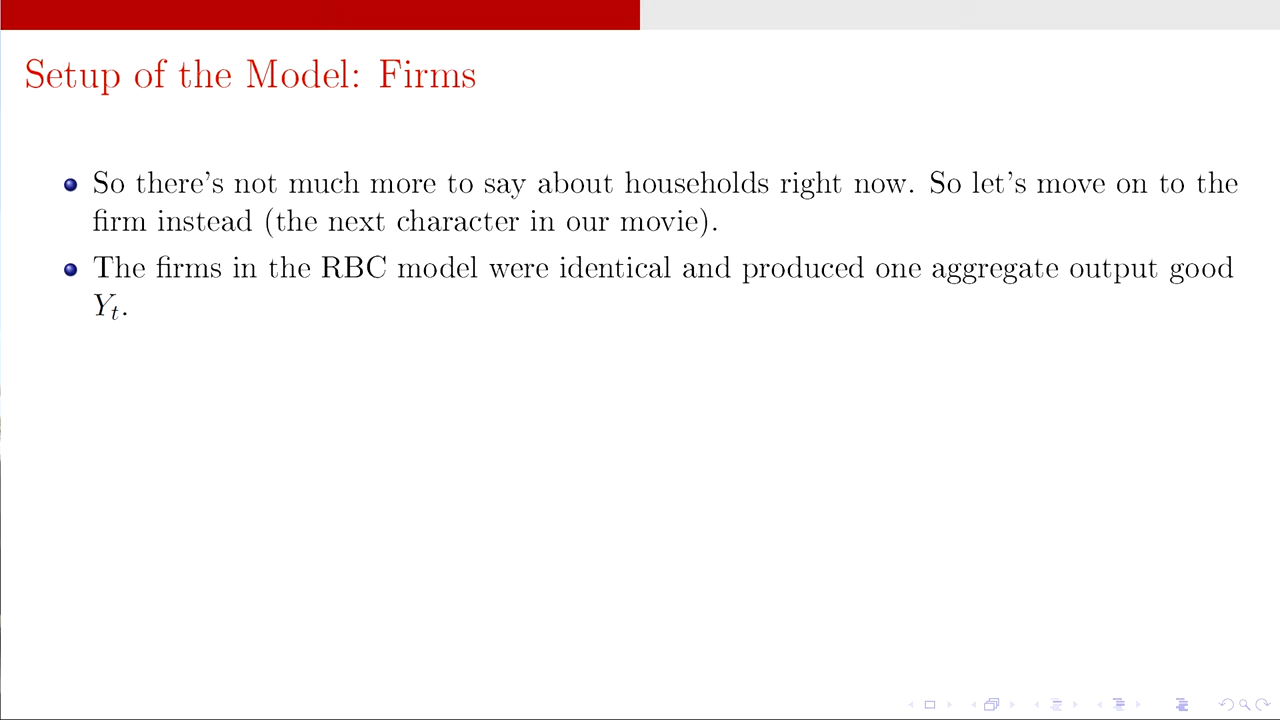 Setup of the Model: Firms
So there's not much more to say about households right now. So let's move on to the
firm instead (the next character in our movie).
The firms in the RBC model were identical and produced one aggregate output good
Yt.